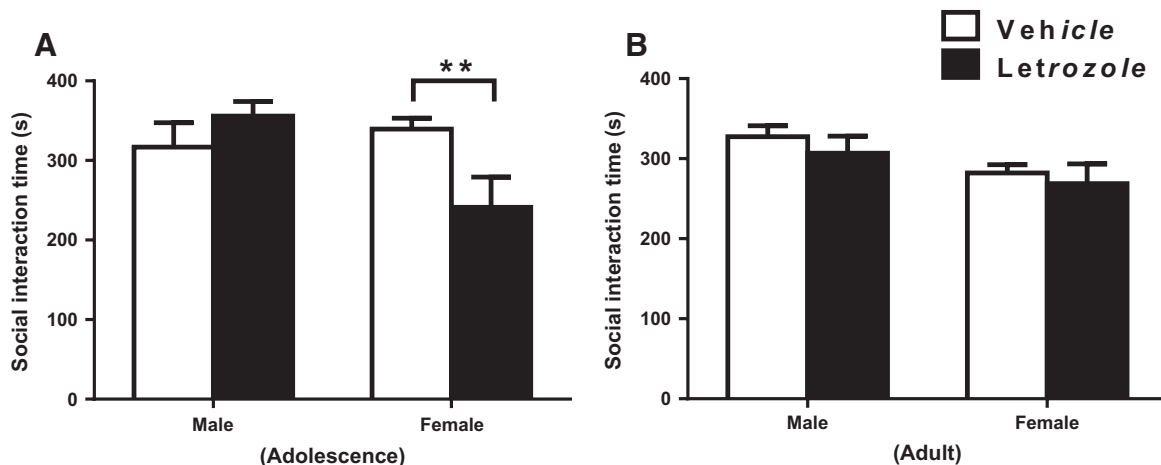 A
Social interaction time (s)
400
300
200
100
0
**
Male
Female
(Adolescence)
B
Vehicle
Letrozole
Social interaction time (s)
400
300
200
100
0
Male
Female
(Adult)